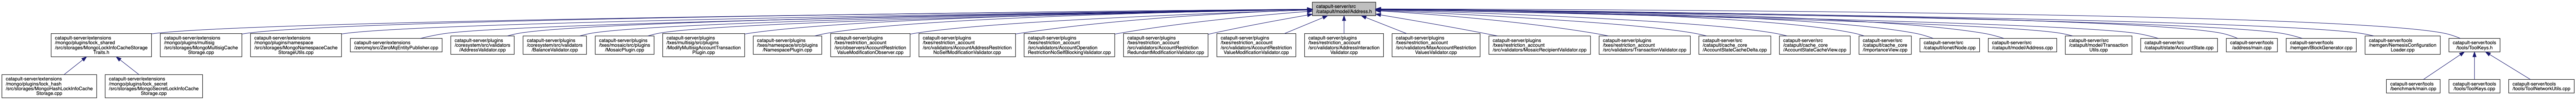 catapult-server/src
/catapult/model/Address.h
catapult-server/extensions
/mongo/plugins/lock_shared
/src/storages/MongoLockInfoCacheStorage
Traits.h
catapult-server/extensions
/mongo/plugins/multisig
/src/storages/MongoMultisigCache
Storage.cpp
catapult-server/extensions
/mongo/plugins/namespace
/src/storages/MongoNamespaceCache
StorageUtils.cpp
catapult-server/extensions
/zeromq/src/ZeroMqEntityPublisher.cpp
catapult-server/plugins
/coresystem/src/validators
/AddressValidator.cpp
catapult-server/plugins
/coresystem/src/validators
/BalanceValidator.cpp
catapult-server/plugins
/txes/mosaic/src/plugins
/MosaicPlugin.cpp
catapult-server/plugins
/txes/multisig/src/plugins
/ModifyMultisigAccountTransaction
Plugin.cpp
catapult-server/plugins
/txes/namespace/src/plugins
/NamespacePlugin.cpp
catapult-server/plugins
/txes/restriction_account
/src/observers/AccountRestriction
ValueModificationObserver.cpp
catapult-server/plugins
/txes/restriction_account
/src/validators/AccountAddressRestriction
NoSelfModificationValidator.cpp
catapult-server/plugins
/txes/restriction_account
/src/validators/AccountOperation
RestrictionNoSelfBlockingValidator.cpp
catapult-server/plugins
/txes/restriction_account
/src/validators/AccountRestriction
RedundantModificationValidator.cpp
catapult-server/plugins
/txes/restriction_account
/src/validators/AccountRestriction
ValueModificationValidator.cpp
catapult-server/plugins
/txes/restriction_account
/src/validators/AddressInteraction
Validator.cpp
catapult-server/plugins
/txes/restriction_account
/src/validators/MaxAccountRestriction
ValuesValidator.cpp
catapult-server/plugins
/txes/restriction_account
/src/validators/MosaicRecipientValidator.cpp
catapult-server/plugins
/txes/restriction_account
/src/validators/TransactionValidator.cpp
catapult-server/src
/catapult/cache_core
/AccountStateCacheDelta.cpp
catapult-server/src
/catapult/cache_core
/AccountStateCacheView.cpp
catapult-server/src
/catapult/cache_core
/ImportanceView.cpp
catapult-server/src
/catapult/ionet/Node.cpp
catapult-server/src
/catapult/model/Address.cpp
catapult-server/src
/catapult/model/Transaction
Utils.cpp
catapult-server/src
/catapult/state/AccountState.cpp
catapult-server/tools
/address/main.cpp
catapult-server/tools
/nemgen/BlockGenerator.cpp
catapult-server/tools
/nemgen/NemesisConfiguration
Loader.cpp
catapult-server/tools
/tools/ToolKeys.h
catapult-server/extensions
/mongo/plugins/lock_hash
/src/storages/MongoHashLockInfoCache
Storage.cpp
catapult-server/extensions
/mongo/plugins/lock_secret
/src/storages/MongoSecretLockInfoCache
Storage.cpp
catapult-server/tools
/benchmark/main.cpp
catapult-server/tools
/tools/ToolKeys.cpp
catapult-server/tools
/tools/ToolNetworkUtils.cpp